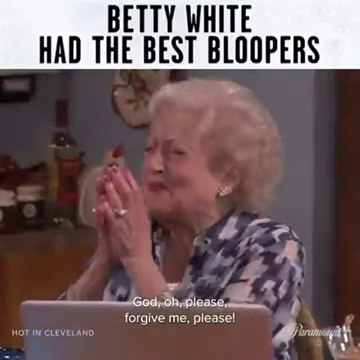 BETTY WHITE
HAD THE BEST BLOOPERS
God, oh, please,
forgive me, please!
HOT IN CLEVELAND
Paramount+